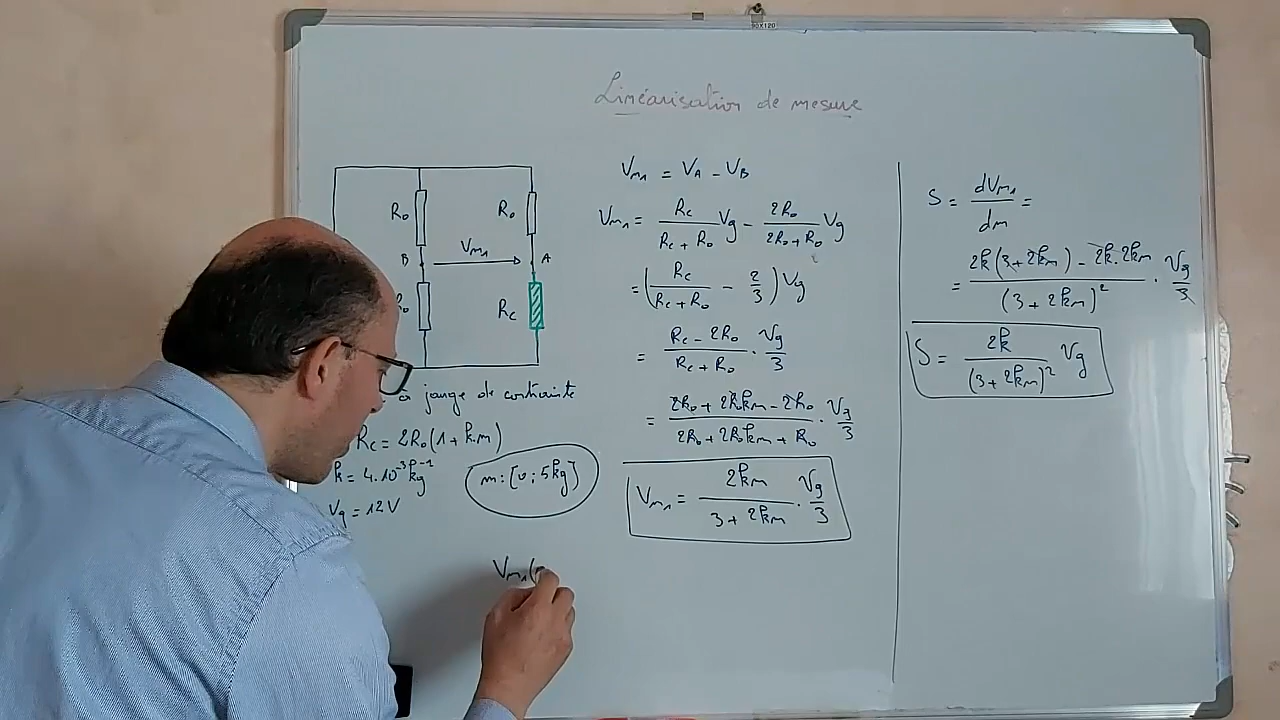 90X120
Linéarisation de mesure
R₀ R₀
B Vm₁ A
R₀ Rc
à jauge de contrainte
Rc = 2R₀(1 + k.m)
k = 4.10⁻³ kg⁻¹
Vg = 12V
m : [0 ; 5kg]
Vm₁(
Vm₁ = VA - VB
Vm₁ = Rc/(Rc + R₀) Vg - 2R₀/(2R₀ + R₀) Vg
= (Rc/(Rc + R₀) - 2/3) Vg
= (Rc - 2R₀)/(Rc + R₀) . Vg/3
= (2R₀ + 2R₀km - 2R₀)/(2R₀ + 2R₀km + R₀) . Vg/3
Vm₁ = 2km/(3 + 2km) . Vg/3
S = dVm₁/dm =
= (2k(3 + 2km) - 2k.2km)/(3 + 2km)² . Vg/3
S = 2k/(3 + 2km)² Vg